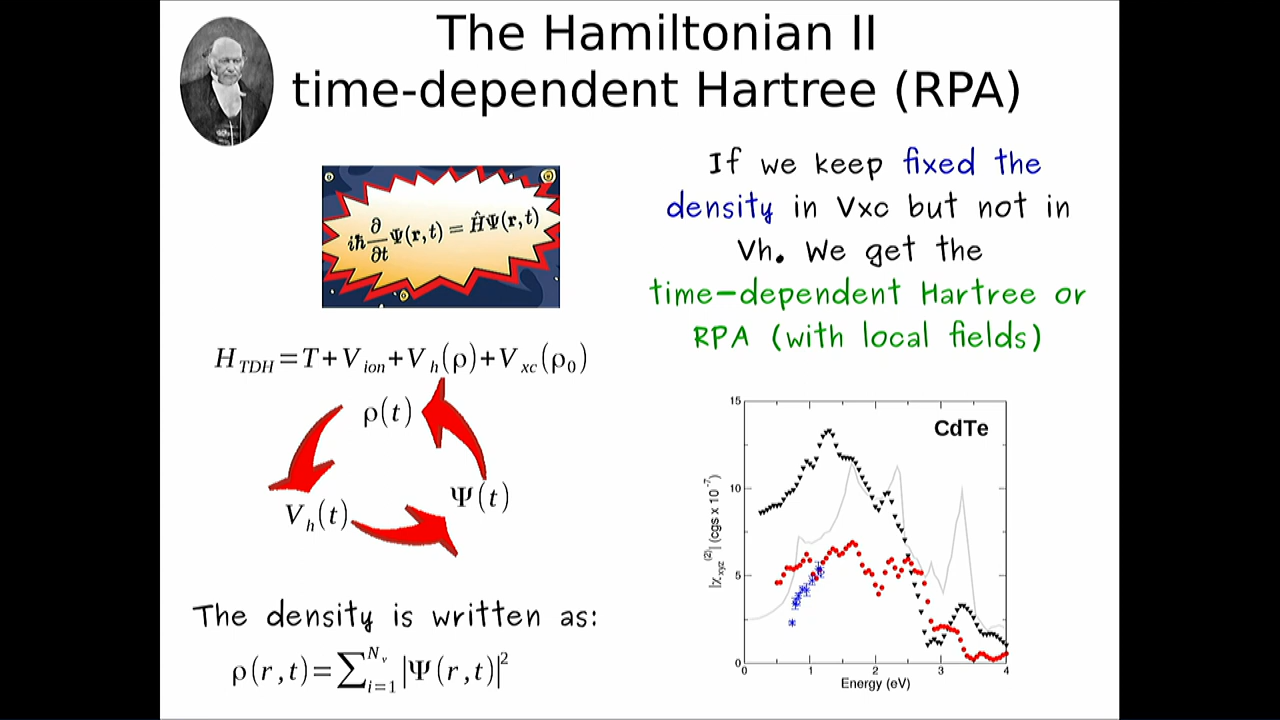 The Hamiltonian II
time-dependent Hartree (RPA)
iħ ∂/∂t Ψ(r,t) = ĤΨ(r,t)
If we keep fixed the
density in Vxc but not in
Vh. We get the
time-dependent Hartree or
RPA (with local fields)
H_TDH = T + V_ion + V_h(ρ) + V_xc(ρ_0)
ρ(t)
V_h(t)
Ψ(t)
The density is written as:
ρ(r,t) = ∑_{i=1}^{N_v} |Ψ(r,t)|^2
CdTe
|χ_xyz^(2)| (cgs x 10^-7)
15
10
5
0
0 1 2 3 4
Energy (eV)